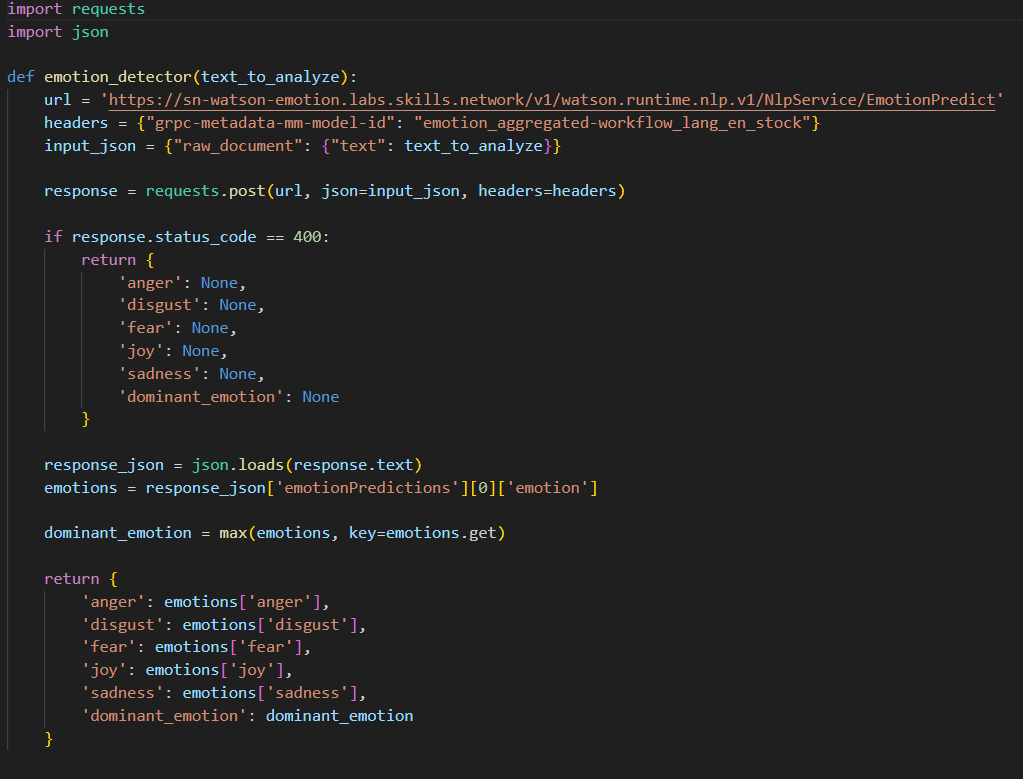 import requests
import json
def emotion_detector(text_to_analyze):
    url = 'https://sn-watson-emotion.labs.skills.network/v1/watson.runtime.nlp.v1/NlpService/EmotionPredict'
    headers = {"grpc-metadata-mm-model-id": "emotion_aggregated-workflow_lang_en_stock"}
    input_json = {"raw_document": {"text": text_to_analyze}}
    response = requests.post(url, json=input_json, headers=headers)
    if response.status_code == 400:
        return {
            'anger': None,
            'disgust': None,
            'fear': None,
            'joy': None,
            'sadness': None,
            'dominant_emotion': None
        }
    response_json = json.loads(response.text)
    emotions = response_json['emotionPredictions'][0]['emotion']
    dominant_emotion = max(emotions, key=emotions.get)
    return {
        'anger': emotions['anger'],
        'disgust': emotions['disgust'],
        'fear': emotions['fear'],
        'joy': emotions['joy'],
        'sadness': emotions['sadness'],
        'dominant_emotion': dominant_emotion
    }